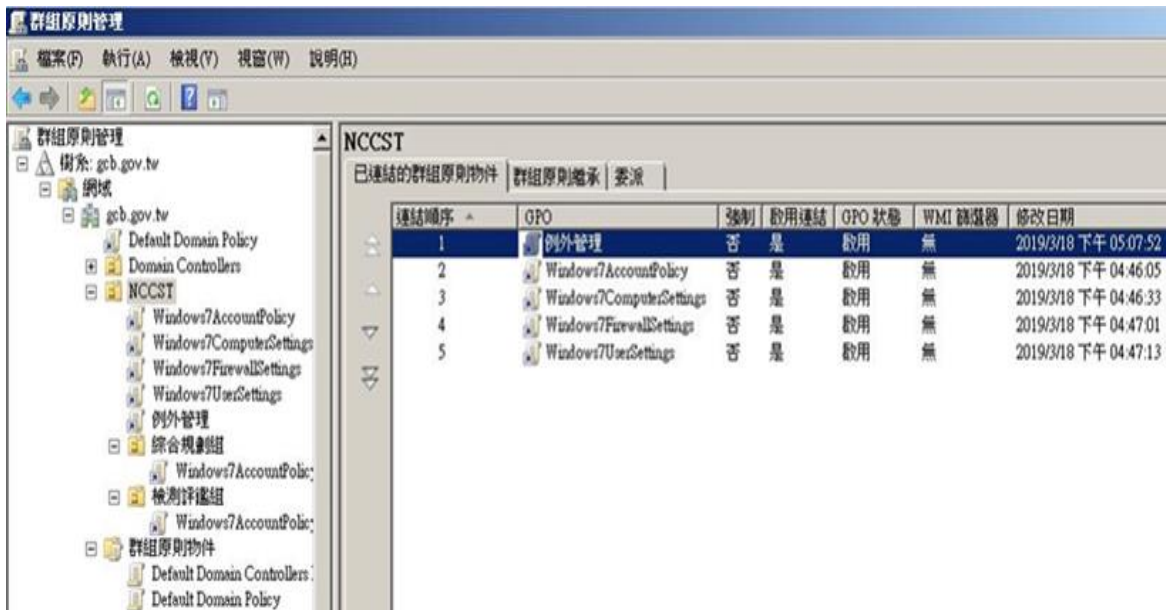 群組原則管理
檔案(F) 執行(A) 檢視(V) 視窗(W) 說明(H)
群組原則管理
樹系: gcb.gov.tw
網域
gcb.gov.tw
Default Domain Policy
Domain Controllers
NCCST
Windows7AccountPolicy
Windows7ComputerSettings
Windows7FirewallSettings
Windows7UserSettings
例外管理
綜合規劃組
Windows7AccountPolicy
檢測評鑑組
Windows7AccountPolicy
群組原則物件
Default Domain Controllers
Default Domain Policy
NCCST
已連結的群組原則物件 群組原則繼承 委派
連結順序 GPO 強制 啟用連結 GPO 狀態 WMI 篩選器 修改日期
1 例外管理 否 是 啟用 無 2019/3/18 下午 05:07:52
2 Windows7AccountPolicy 否 是 啟用 無 2019/3/18 下午 04:46:05
3 Windows7ComputerSettings 否 是 啟用 無 2019/3/18 下午 04:46:33
4 Windows7FirewallSettings 否 是 啟用 無 2019/3/18 下午 04:47:01
5 Windows7UserSettings 否 是 啟用 無 2019/3/18 下午 04:47:13